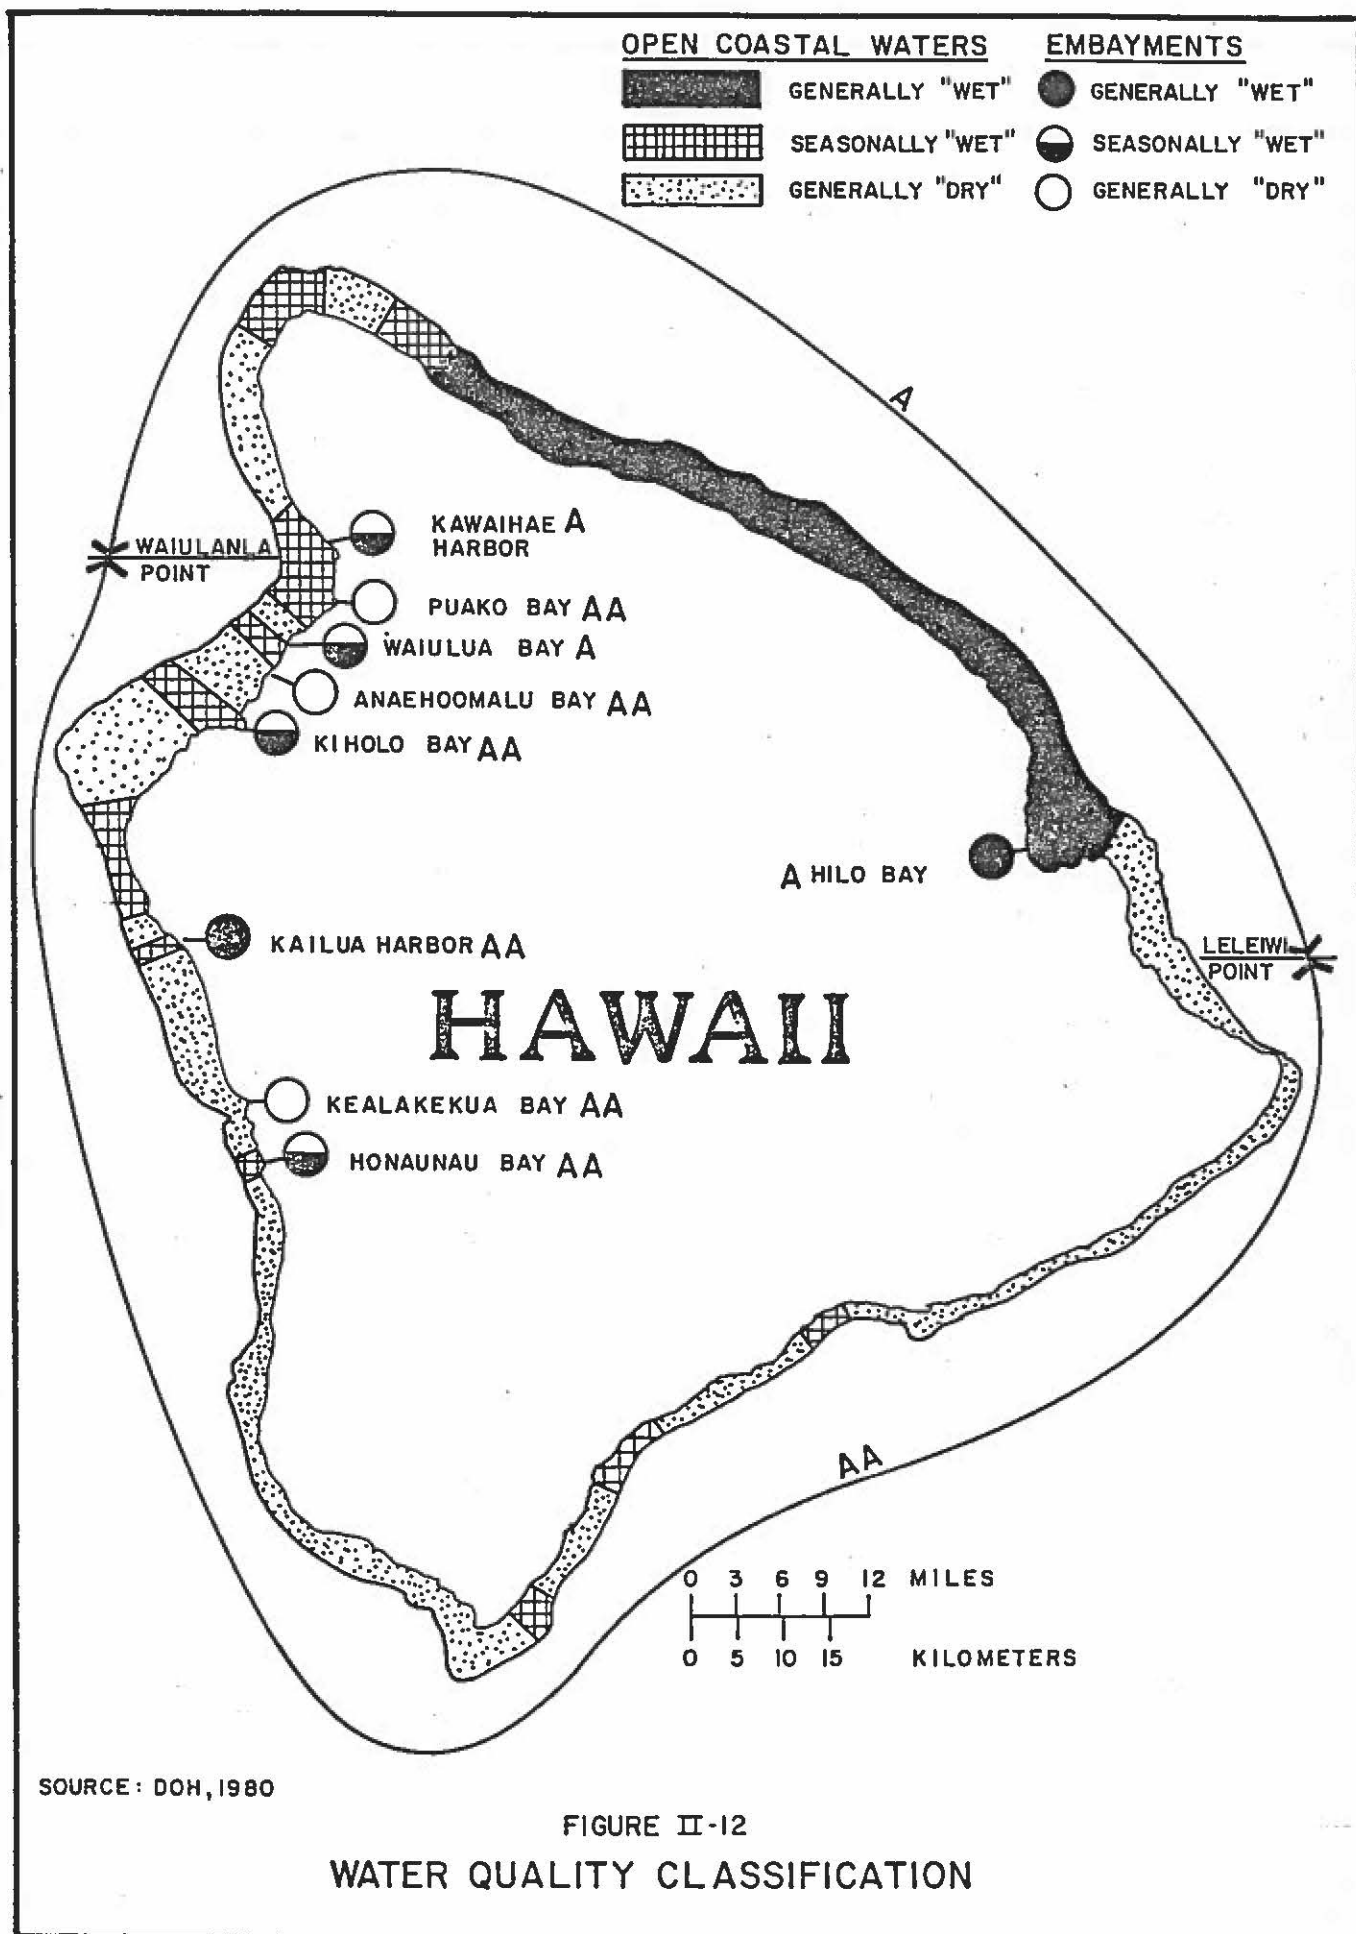 OPEN COASTAL WATERS
GENERALLY "WET"
SEASONALLY "WET"
GENERALLY "DRY"
EMBAYMENTS
GENERALLY "WET"
SEASONALLY "WET"
GENERALLY "DRY"
A
KAWAIHAE A
HARBOR
WAIULANLA
POINT
PUAKO BAY AA
WAIULUA BAY A
ANAEHOOMALU BAY AA
KIHOLO BAY AA
A HILO BAY
KAILUA HARBOR AA
LELEIWI
POINT
HAWAII
KEALAKEKUA BAY AA
HONAUNAU BAY AA
AA
0 3 6 9 12 MILES
0 5 10 15 KILOMETERS
SOURCE: DOH, 1980
FIGURE II-12
WATER QUALITY CLASSIFICATION